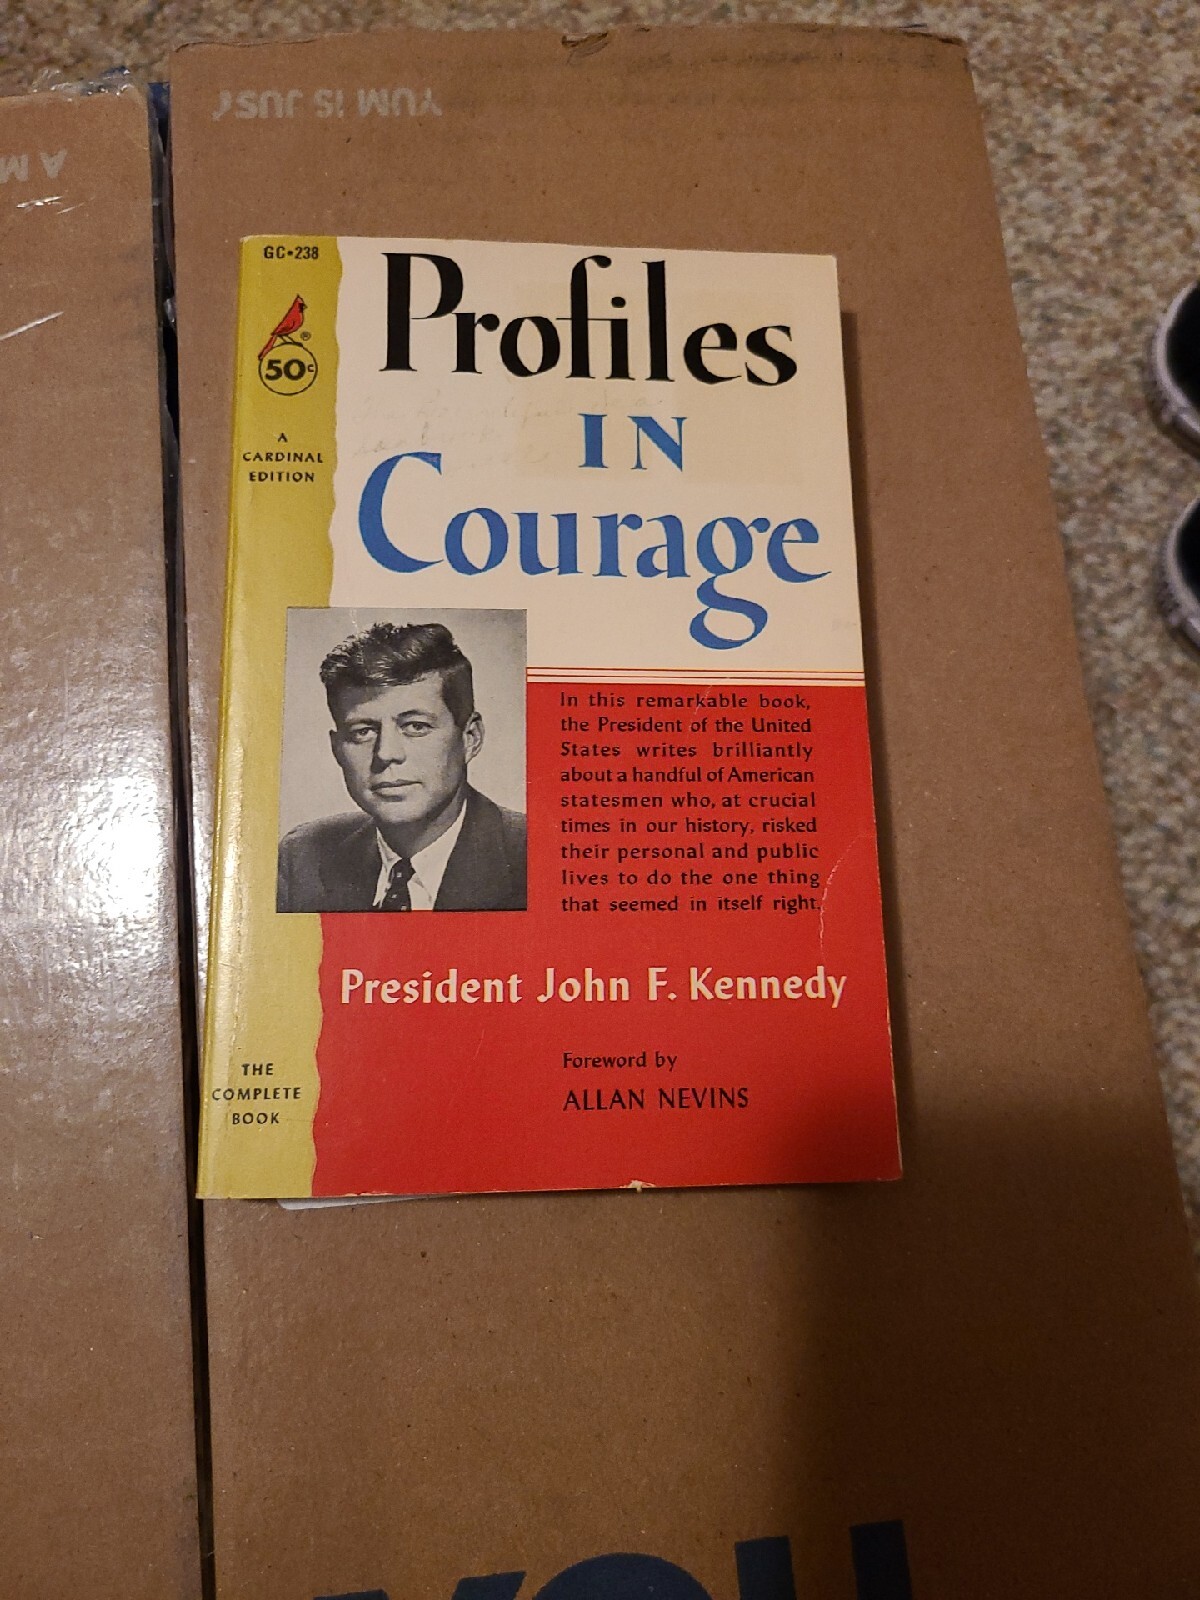 YUM IS JUST
A M
GC•238
50¢
A
CARDINAL
EDITION
Profiles
IN
Courage
In this remarkable book,
the President of the United
States writes brilliantly
about a handful of American
statesmen who, at crucial
times in our history, risked
their personal and public
lives to do the one thing
that seemed in itself right.
President John F. Kennedy
Foreword by
ALLAN NEVINS
THE
COMPLETE
BOOK